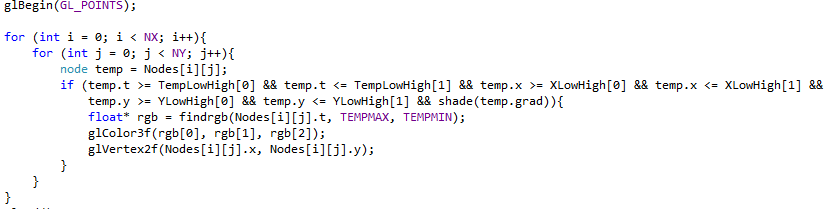 glBegin(GL_POINTS);
for (int i = 0; i < NX; i++){
for (int j = 0; j < NY; j++){
node temp = Nodes[i][j];
if (temp.t >= TempLowHigh[0] && temp.t <= TempLowHigh[1] && temp.x >= XLowHigh[0] && temp.x <= XLowHigh[1] &&
temp.y >= YLowHigh[0] && temp.y <= YLowHigh[1] && shade(temp.grad)){
float* rgb = findrgb(Nodes[i][j].t, TEMPMAX, TEMPMIN);
glColor3f(rgb[0], rgb[1], rgb[2]);
glVertex2f(Nodes[i][j].x, Nodes[i][j].y);
}
}
}